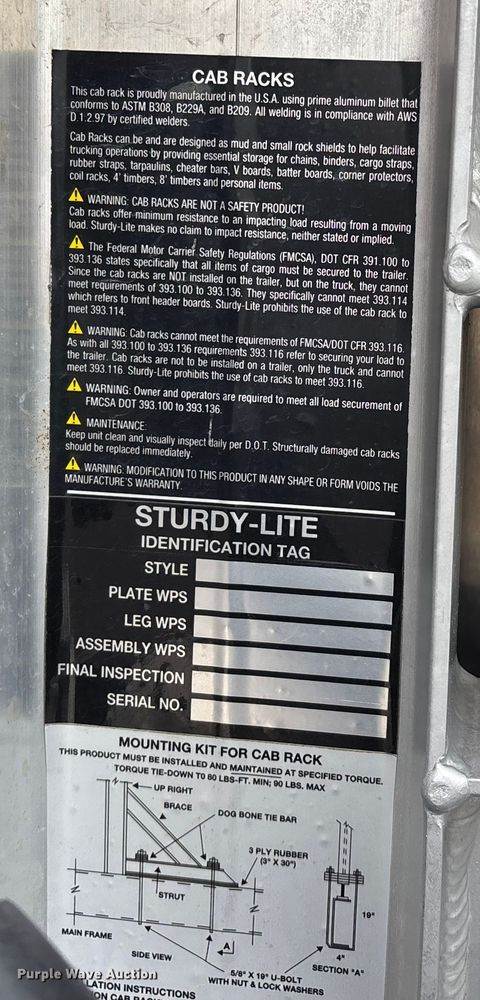 CAB RACKS
This cab rack is proudly manufactured in the U.S.A. using prime aluminum billet that
conforms to ASTM B308, B229A, and B209. All welding is in compliance with AWS
D.1.2.97 by certified welders.
Cab Racks can be and are designed as mud and small rock shields to help facilitate
trucking operations by providing essential storage for chains, binders, cargo straps,
rubber straps, tarpaulins, cheater bars, V boards, batter boards, corner protectors,
coil racks, 4' timbers, 8' timbers and personal items.
WARNING: CAB RACKS ARE NOT A SAFETY PRODUCT!
Cab racks offer minimum resistance to an impacting load resulting from a moving
load. Sturdy-Lite makes no claim to impact resistance, neither stated or implied.
The Federal Motor Carrier Safety Regulations (FMCSA), DOT CFR 391.100 to
393.136 states specifically that all items of cargo must be secured to the trailer.
Since the cab racks are NOT installed on the trailer, but on the truck, they cannot
meet requirements of 393.100 to 393.136. They specifically cannot meet 393.114
which refers to front header boards. Sturdy-Lite prohibits the use of the cab rack to
meet 393.114.
WARNING: Cab racks cannot meet the requirements of FMCSA/DOT CFR 393.116.
As with all 393.100 to 393.136 requirements 393.116 refer to securing your load to
the trailer. Cab racks are not to be installed on a trailer, only the truck and cannot
meet 393.116. Sturdy-Lite prohibits the use of cab racks to meet 393.116.
WARNING: Owner and operators are required to meet all load securement of
FMCSA DOT 393.100 to 393.136.
MAINTENANCE:
Keep unit clean and visually inspect daily per D.O.T. Structurally damaged cab racks
should be replaced immediately.
WARNING: MODIFICATION TO THIS PRODUCT IN ANY SHAPE OR FORM VOIDS THE
MANUFACTURE'S WARRANTY.
STURDY-LITE
IDENTIFICATION TAG
STYLE
PLATE WPS
LEG WPS
ASSEMBLY WPS
FINAL INSPECTION
SERIAL NO.
MOUNTING KIT FOR CAB RACK
THIS PRODUCT MUST BE INSTALLED AND MAINTAINED AT SPECIFIED TORQUE.
TORQUE TIE-DOWN TO 80 LBS-FT. MIN; 90 LBS. MAX
UP RIGHT
BRACE
DOG BONE TIE BAR
3 PLY RUBBER
(3" X 30")
STRUT
19"
MAIN FRAME
A
4"
SIDE VIEW
SECTION "A"
5/8" X 19" U-BOLT
WITH NUT & LOCK WASHERS
Purple Wave Auction
LATION INSTRUCTIONS
ON CAB